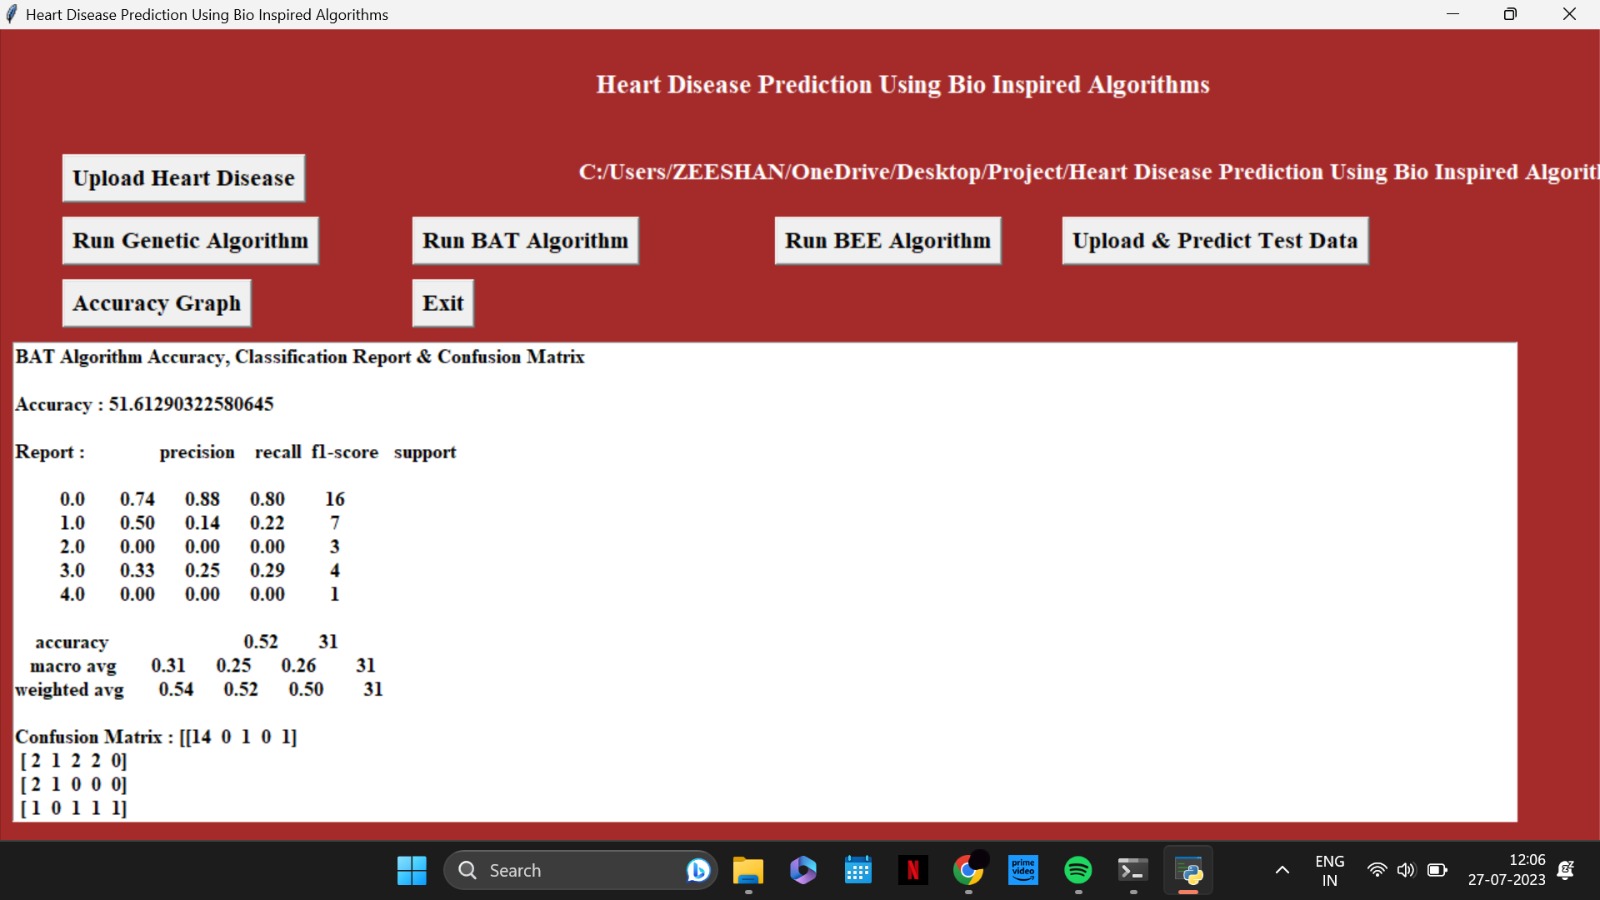 Heart Disease Prediction Using Bio Inspired Algorithms
Heart Disease Prediction Using Bio Inspired Algorithms
Upload Heart Disease
C:/Users/ZEESHAN/OneDrive/Desktop/Project/Heart Disease Prediction Using Bio Inspired Algorit
Run Genetic Algorithm
Run BAT Algorithm
Run BEE Algorithm
Upload & Predict Test Data
Accuracy Graph
Exit
BAT Algorithm Accuracy, Classification Report & Confusion Matrix
Accuracy : 51.61290322580645
Report : precision recall f1-score support
0.0 0.74 0.88 0.80 16
1.0 0.50 0.14 0.22 7
2.0 0.00 0.00 0.00 3
3.0 0.33 0.25 0.29 4
4.0 0.00 0.00 0.00 1
accuracy 0.52 31
macro avg 0.31 0.25 0.26 31
weighted avg 0.54 0.52 0.50 31
Confusion Matrix : [[14 0 1 0 1]
[ 2 1 2 2 0]
[ 2 1 0 0 0]
[ 1 0 1 1 1]
Search
prime video
ENG
IN
12:06
27-07-2023